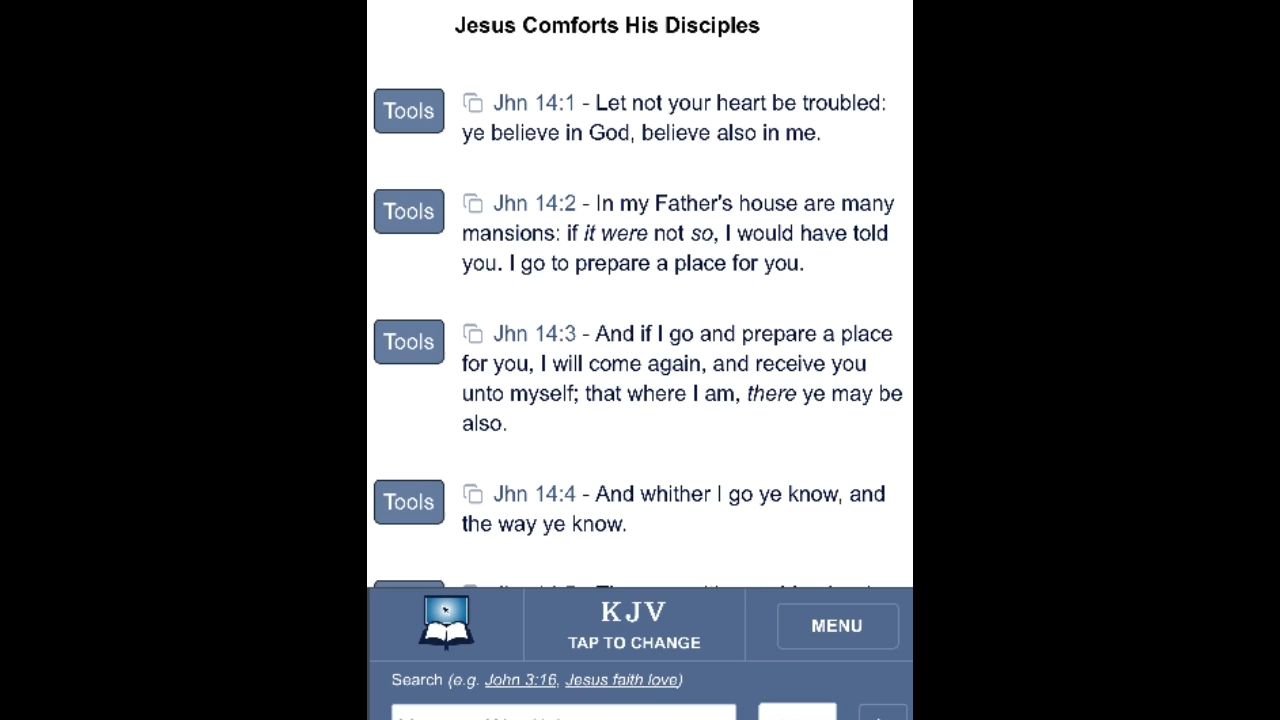 Jesus Comforts His Disciples
Tools
Jhn 14:1 - Let not your heart be troubled:
ye believe in God, believe also in me.
Tools
Jhn 14:2 - In my Father's house are many
mansions: if it were not so, I would have told
you. I go to prepare a place for you.
Tools
Jhn 14:3 - And if I go and prepare a place
for you, I will come again, and receive you
unto myself; that where I am, there ye may be
also.
Tools
Jhn 14:4 - And whither I go ye know, and
the way ye know.
KJV
TAP TO CHANGE
MENU
Search (e.g. John 3:16, Jesus faith love)